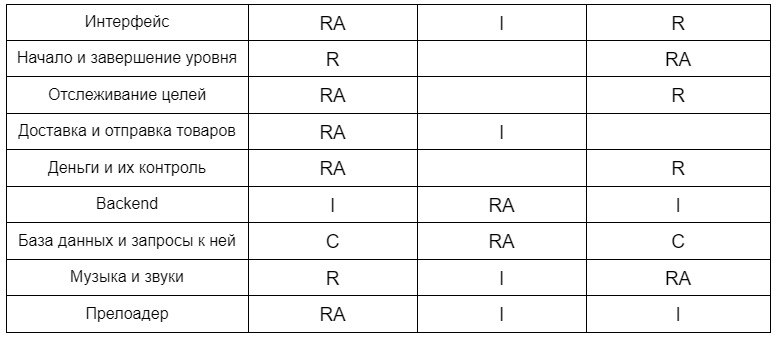 Интерфейс RA I R
Начало и завершение уровня R RA
Отслеживание целей RA R
Доставка и отправка товаров RA I
Деньги и их контроль RA R
Backend I RA I
База данных и запросы к ней C RA C
Музыка и звуки R I RA
Прелоадер RA I I